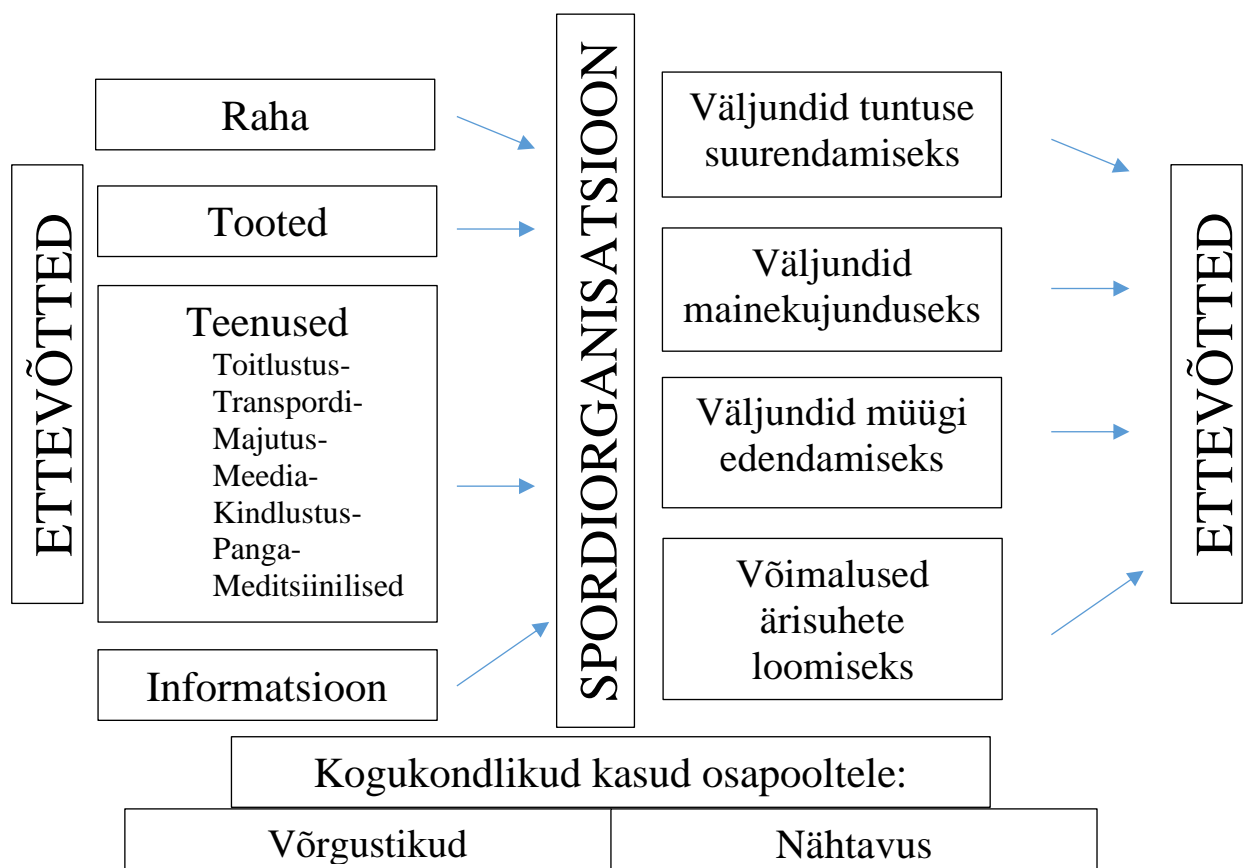 ETTEVÕTTED
Raha
Tooted
Teenused
Toitlustus-
Transpordi-
Majutus-
Meedia-
Kindlustus-
Panga-
Meditsiinilised
Informatsioon
SPORDIORGANISATSIOON
Väljundid tuntuse
suurendamiseks
Väljundid
mainekujunduseks
Väljundid müügi
edendamiseks
Võimalused
ärisuhete
loomiseks
ETTEVÕTTED
Kogukondlikud kasud osapooltele:
Võrgustikud
Nähtavus